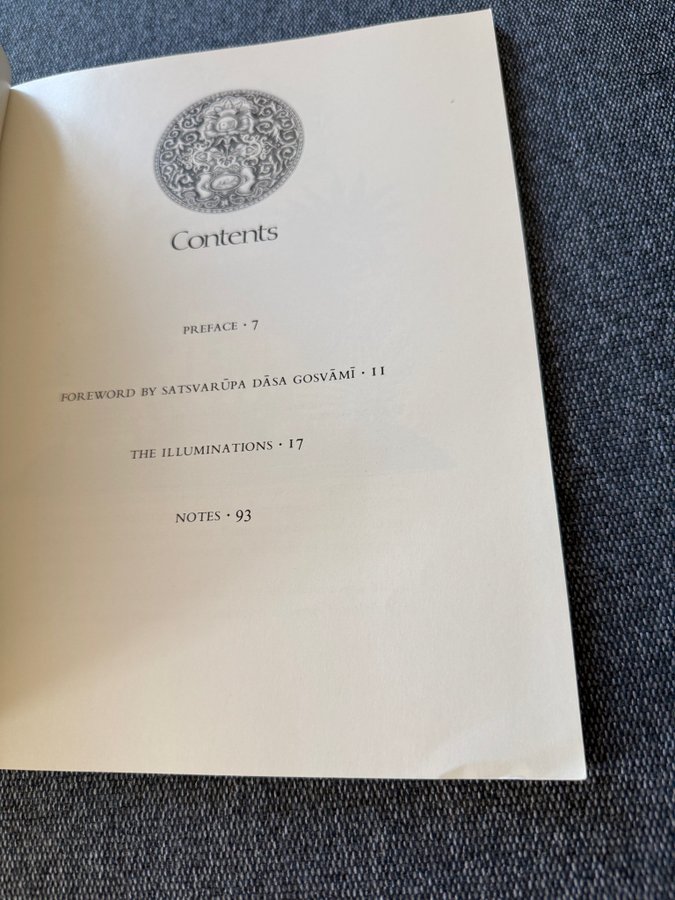 Contents
PREFACE · 7
FOREWORD BY SATSVARŪPA DĀSA GOSVĀMĪ · 11
THE ILLUMINATIONS · 17
NOTES · 93